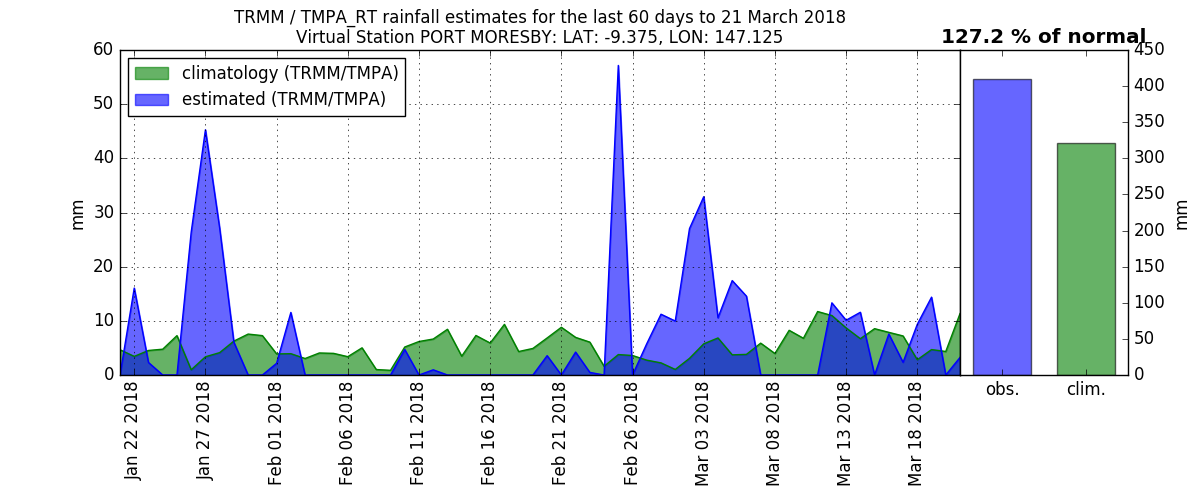 TRMM / TMPA_RT rainfall estimates for the last 60 days to 21 March 2018
Virtual Station PORT MORESBY: LAT: -9.375, LON: 147.125
127.2 % of normal
climatology (TRMM/TMPA)
estimated (TRMM/TMPA)
60
50
40
30
20
10
0
mm
450
400
350
300
250
200
150
100
50
0
mm
Jan 22 2018
Jan 27 2018
Feb 01 2018
Feb 06 2018
Feb 11 2018
Feb 16 2018
Feb 21 2018
Feb 26 2018
Mar 03 2018
Mar 08 2018
Mar 13 2018
Mar 18 2018
obs.
clim.